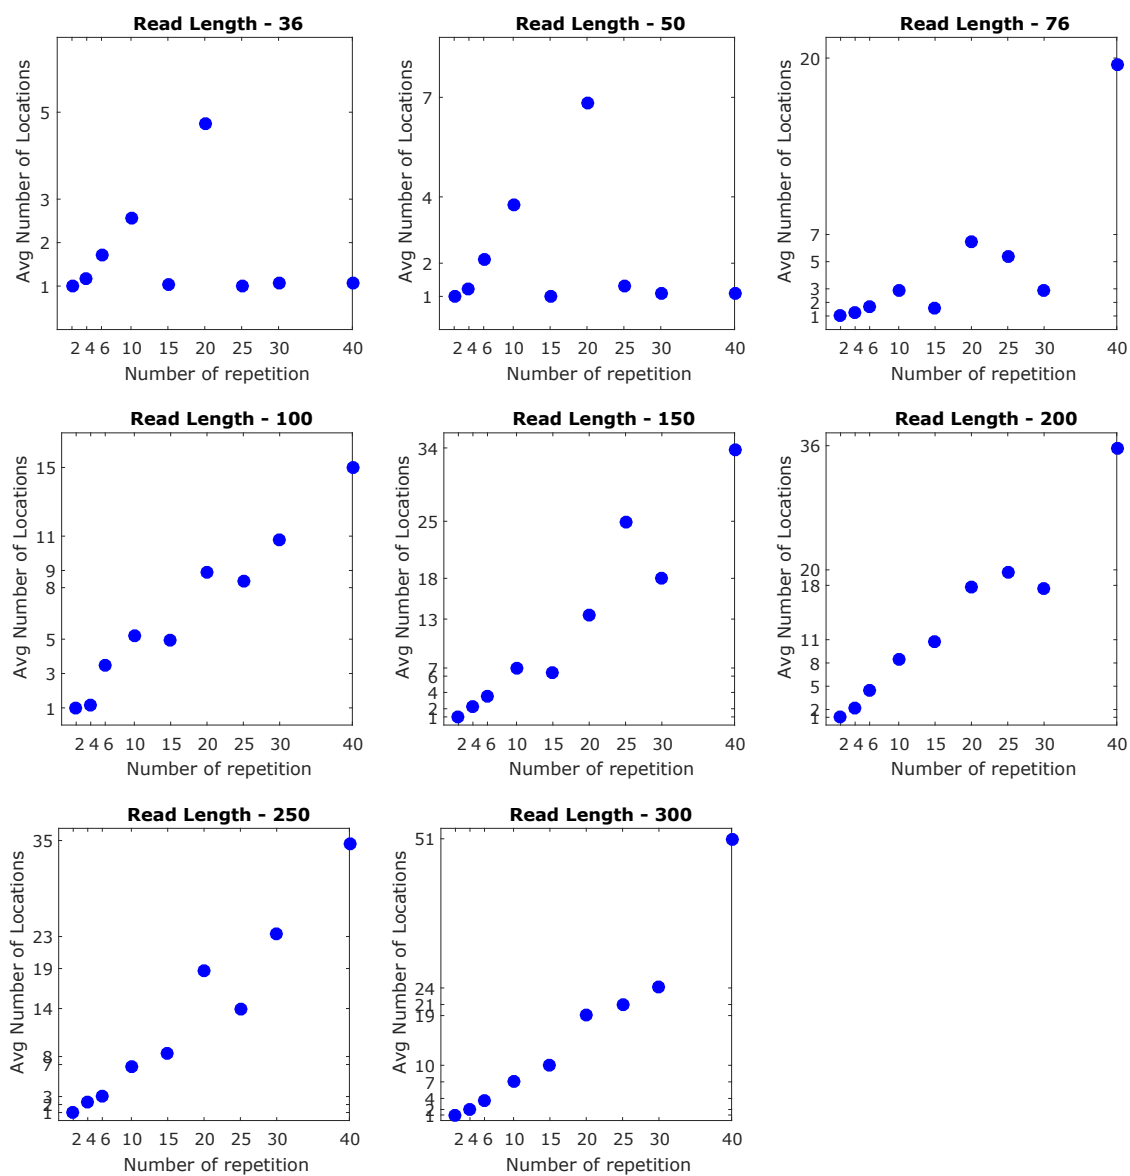 Read Length - 36
Avg Number of Locations
5
3
2
1
2 4 6 10 15 20 25 30 40
Number of repetition
Read Length - 50
Avg Number of Locations
7
4
2
1
2 4 6 10 15 20 25 30 40
Number of repetition
Read Length - 76
Avg Number of Locations
20
7
5
3
2
1
2 4 6 10 15 20 25 30 40
Number of repetition
Read Length - 100
Avg Number of Locations
15
11
9
8
5
3
1
2 4 6 10 15 20 25 30 40
Number of repetition
Read Length - 150
Avg Number of Locations
34
25
18
13
7
6
4
2
1
2 4 6 10 15 20 25 30 40
Number of repetition
Read Length - 200
Avg Number of Locations
36
20
18
11
8
5
2
1
2 4 6 10 15 20 25 30 40
Number of repetition
Read Length - 250
Avg Number of Locations
35
23
19
14
8
7
3
2
1
2 4 6 10 15 20 25 30 40
Number of repetition
Read Length - 300
Avg Number of Locations
51
24
21
19
10
7
4
2
1
2 4 6 10 15 20 25 30 40
Number of repetition